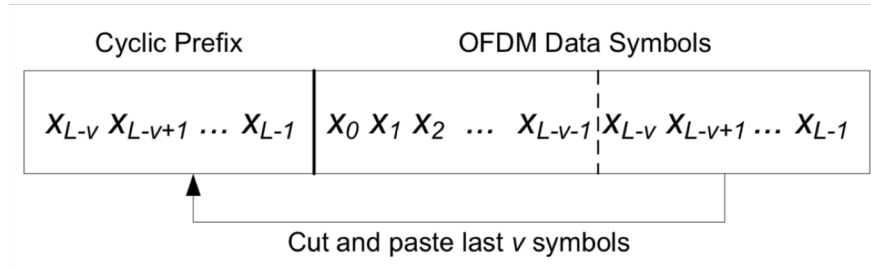 Cyclic Prefix OFDM Data Symbols
x_{L-v} x_{L-v+1} ... x_{L-1} x_0 x_1 x_2 ... x_{L-v-1} x_{L-v} x_{L-v+1} ... x_{L-1}
Cut and paste last v symbols